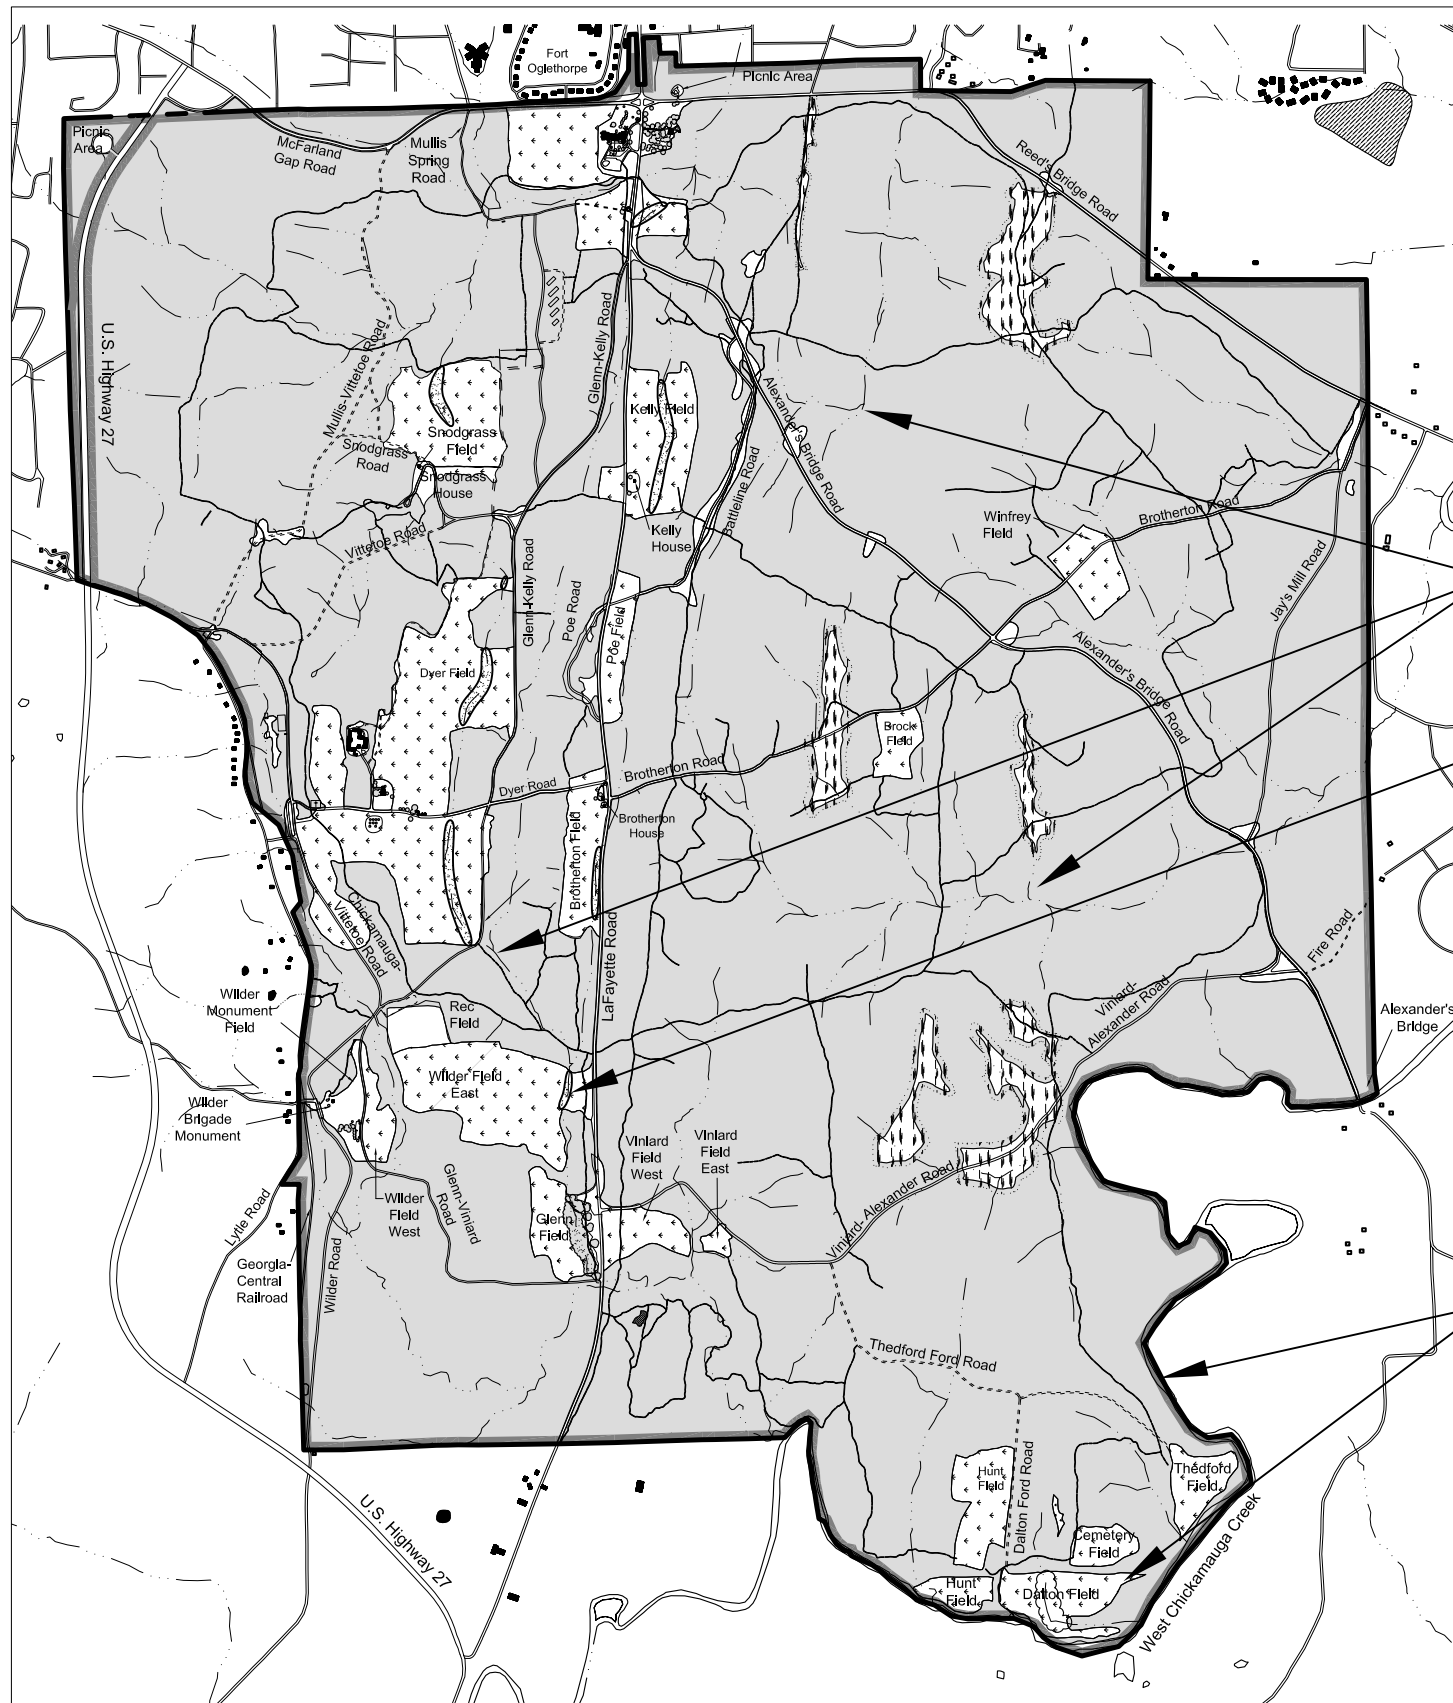 Fort
Oglethorpe
Picnic Area
Picnic
Area
McFarland
Gap Road
Mullis
Spring
Road
Reed's Bridge Road
U.S. Highway 27
Mullis-Vittetoe Road
Glenn-Kelly Road
Kelly Field
Alexander's Bridge Road
Snodgrass
Field
Snodgrass
Road
Snodgrass
House
Battleline Road
Winfrey
Field
Brotherton Road
Kelly
House
Vittetoe Road
Glenn-Kelly Road
Jay's Mill Road
Poe Road
Poe Field
Alexander's Bridge Road
Dyer Field
Brock
Field
Brotherton Road
Dyer Road
Brotherton
House
Brotherton Field
Chickamauga-
Vittetoe Road
LaFayette Road
Fire Road
Wilder
Monument
Field
Rec
Field
Viniard-
Alexander Road
Alexander's
Bridge
Wilder Field
East
Wilder
Brigade
Monument
Viniard
Field
West
Viniard
Field
East
Glenn-Viniard
Road
Wilder
Field
West
Lytle Road
Glenn
Field
Viniard- Alexander Road
Georgia-
Central
Railroad
Wilder Road
Thedford Ford Road
Dalton Ford Road
Hunt
Field
Thedford
Field
U.S. Highway 27
Cemetery
Field
Hunt
Field
Dalton Field
West Chickamauga Creek